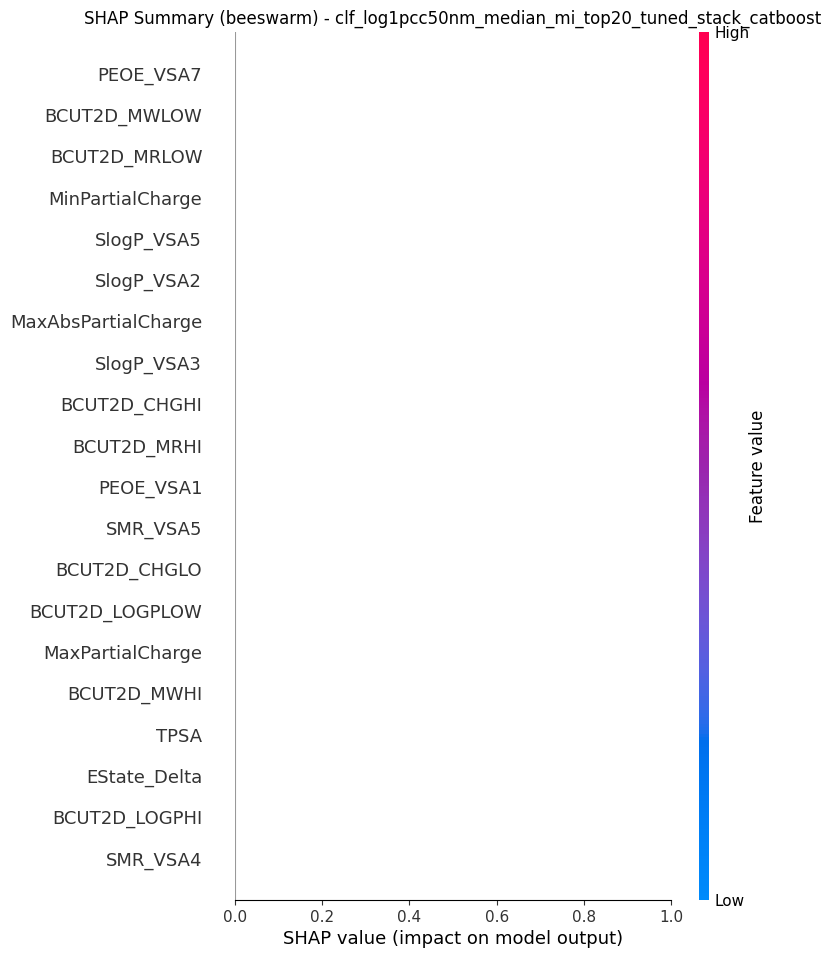 SHAP Summary (beeswarm) - clf_log1pcc50nm_median_mi_top20_tuned_stack_catboost
High
PEOE_VSA7
BCUT2D_MWLOW
BCUT2D_MRLOW
MinPartialCharge
SlogP_VSA5
SlogP_VSA2
MaxAbsPartialCharge
SlogP_VSA3
BCUT2D_CHGHI
BCUT2D_MRHI
PEOE_VSA1
SMR_VSA5
BCUT2D_CHGLO
BCUT2D_LOGPLOW
MaxPartialCharge
BCUT2D_MWHI
TPSA
EState_Delta
BCUT2D_LOGPHI
SMR_VSA4
Feature value
Low
0.0 0.2 0.4 0.6 0.8 1.0
SHAP value (impact on model output)